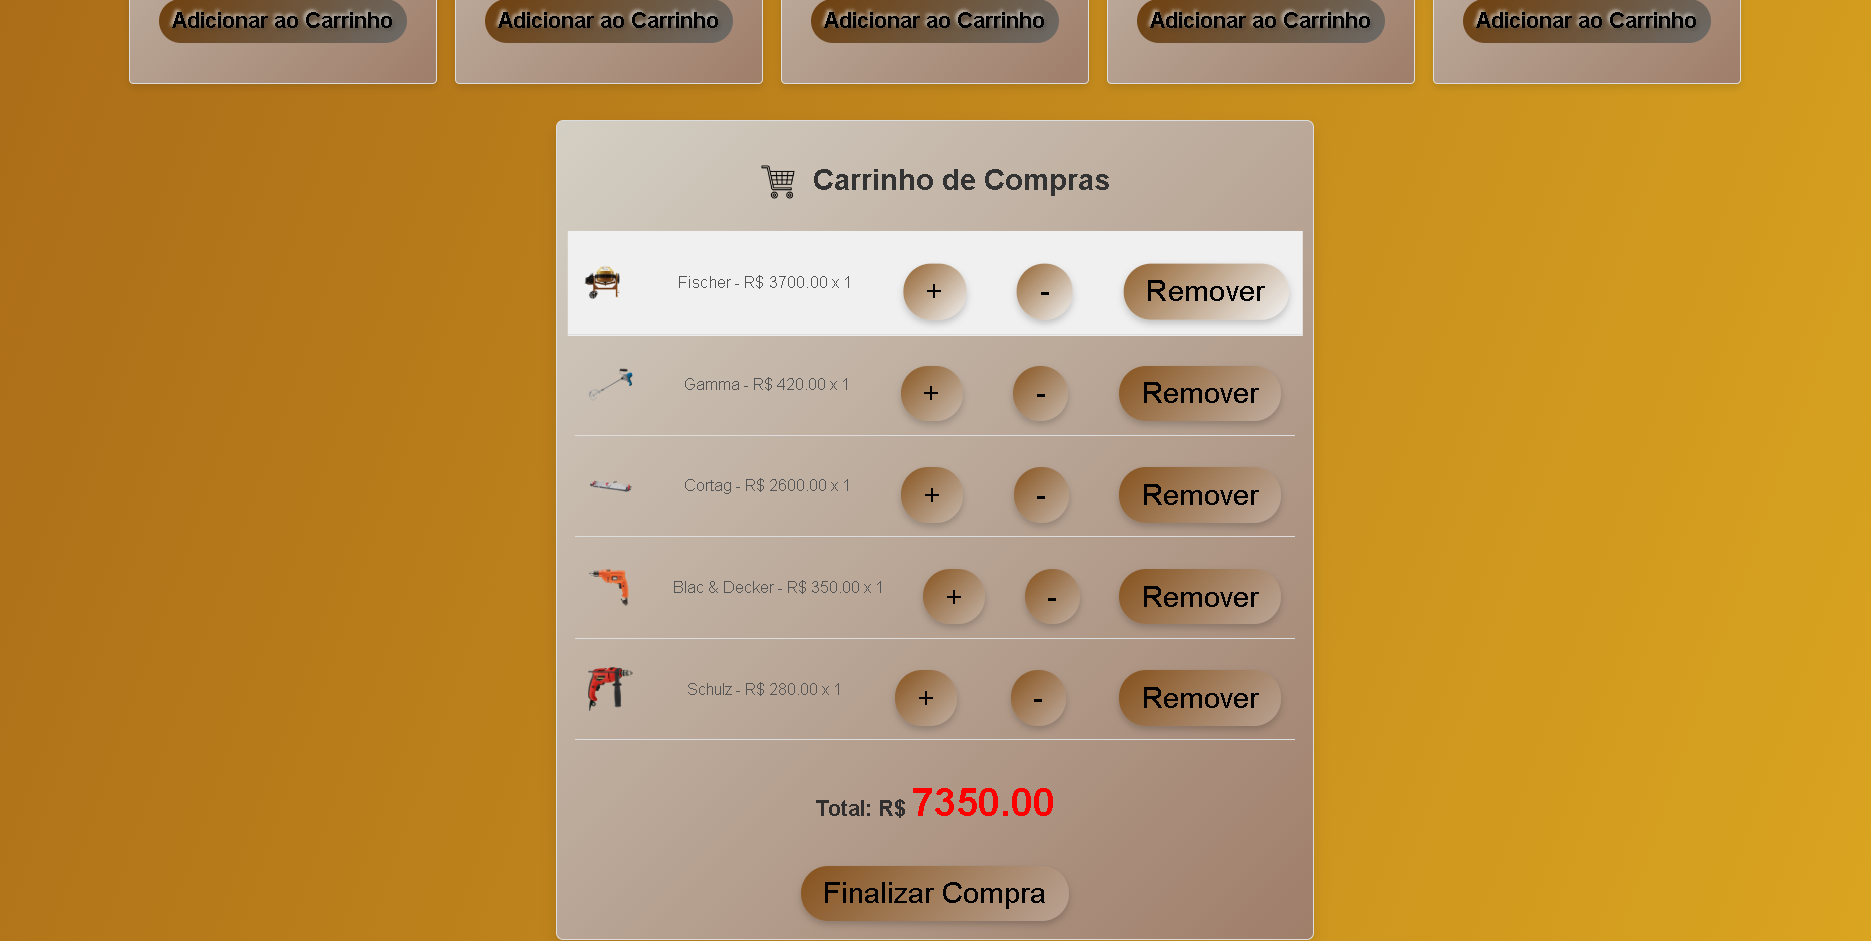 Adicionar ao Carrinho Adicionar ao Carrinho Adicionar ao Carrinho Adicionar ao Carrinho Adicionar ao Carrinho
Carrinho de Compras
Fischer - R$ 3700.00 x 1 + - Remover
Gamma - R$ 420.00 x 1 + - Remover
Cortag - R$ 2600.00 x 1 + - Remover
Blac & Decker - R$ 350.00 x 1 + - Remover
Schulz - R$ 280.00 x 1 + - Remover
Total: R$ 7350.00
Finalizar Compra